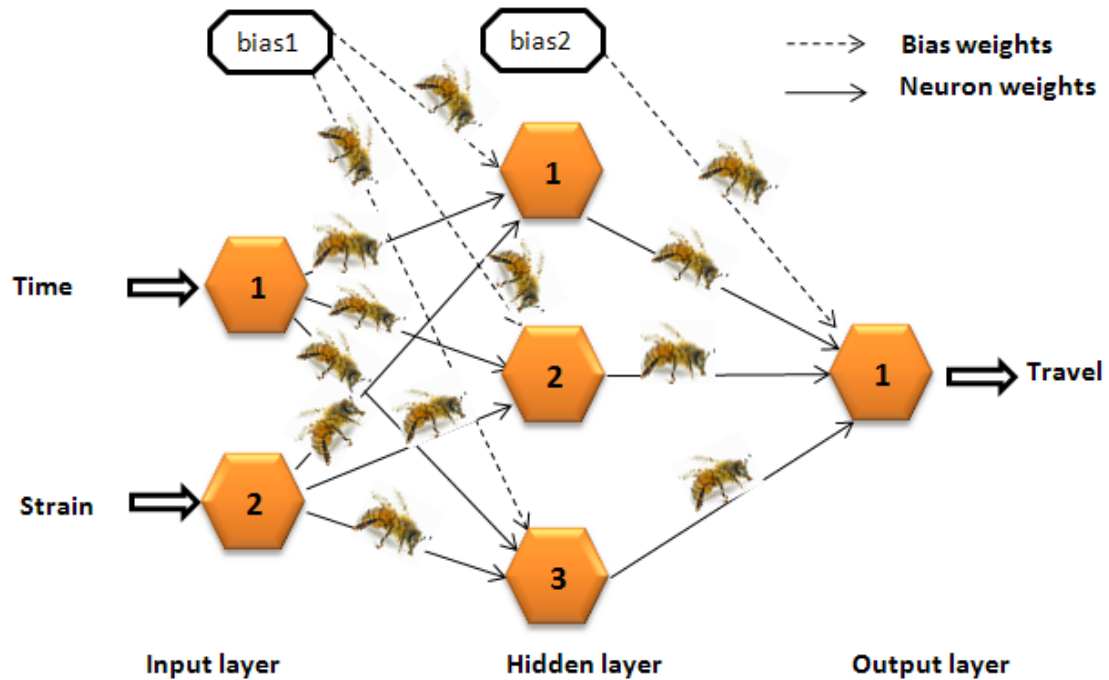 bias1
bias2
Bias weights
Neuron weights
1
Time
1
2
1
Travel
Strain
2
3
Input layer
Hidden layer
Output layer